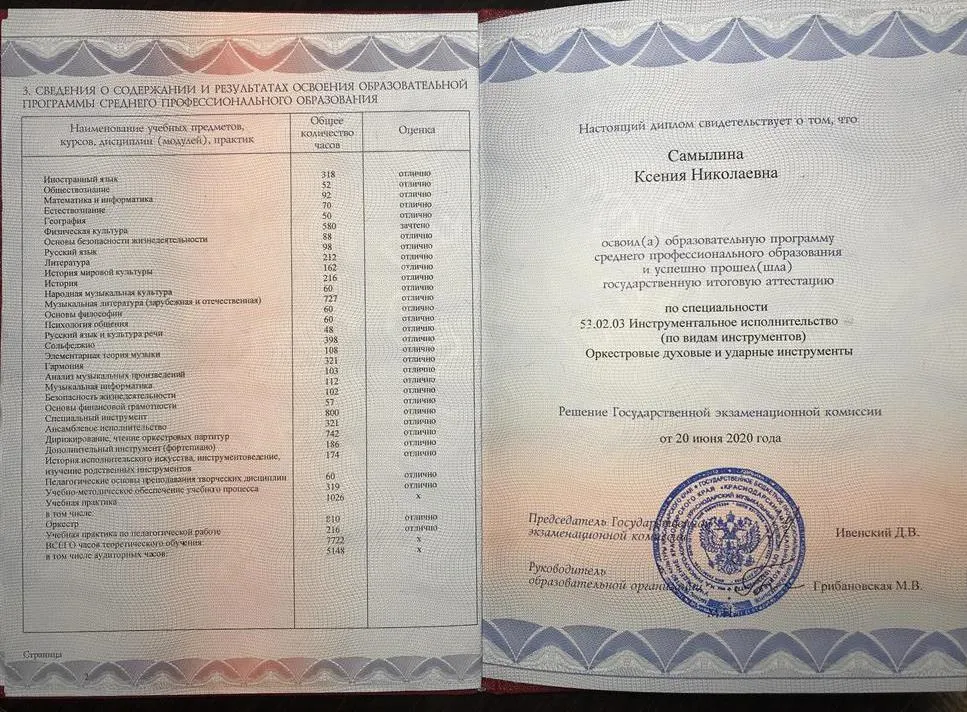 3. СВЕДЕНИЯ О СОДЕРЖАНИИ И РЕЗУЛЬТАТАХ ОСВОЕНИЯ ОБРАЗОВАТЕЛЬНОЙ
ПРОГРАММЫ СРЕДНЕГО ПРОФЕССИОНАЛЬНОГО ОБРАЗОВАНИЯ
Наименование учебных предметов,
курсов, дисциплин (модулей), практик
Общее
количество
часов
Оценка
Иностранный язык 318 отлично
Обществознание 52 отлично
Математика и информатика 92 отлично
Естествознание 70 отлично
География 50 отлично
Физическая культура 580 зачтено
Основы безопасности жизнедеятельности 88 отлично
Русский язык 98 отлично
Литература 212 отлично
История мировой культуры 162 отлично
История 216 отлично
Народная музыкальная культура 60 отлично
Музыкальная литература (зарубежная и отечественная) 727 отлично
Основы философии 60 отлично
Психология общения 60 отлично
Русский язык и культура речи 48 отлично
Сольфеджио 398 отлично
Элементарная теория музыки 108 отлично
Гармония 321 отлично
Анализ музыкальных произведений 103 отлично
Музыкальная информатика 112 отлично
Безопасность жизнедеятельности 102 отлично
Основы финансовой грамотности 57 отлично
Специальный инструмент 800 отлично
Ансамблевое исполнительство 321 отлично
Дирижирование, чтение оркестровых партитур 742 отлично
Дополнительный инструмент (фортепиано) 186 отлично
История исполнительского искусства, инструментоведение, 174 отлично
изучение родственных инструментов
Педагогические основы преподавания творческих дисциплин 60 отлично
Учебно-методическое обеспечение учебного процесса 319 отлично
Учебная практика 1026 х
в том числе:
Оркестр 810 отлично
Учебная практика по педагогической работе 216 отлично
ВСЕГО часов теоретического обучения: 7722 х
в том числе аудиторных часов: 5148 х
Страница
2
Настоящий диплом свидетельствует о том, что
Самылина
Ксения Николаевна
освоил(а) образовательную программу
среднего профессионального образования
и успешно прошел(шла)
государственную итоговую аттестацию
по специальности
53.02.03 Инструментальное исполнительство
(по видам инструментов)
Оркестровые духовые и ударные инструменты
Решение Государственной экзаменационной комиссии
от 20 июня 2020 года
Председатель Государственной
экзаменационной комиссии
Ивенский Д.В.
Руководитель
образовательной организации
Грибановская М.В.
М.П.